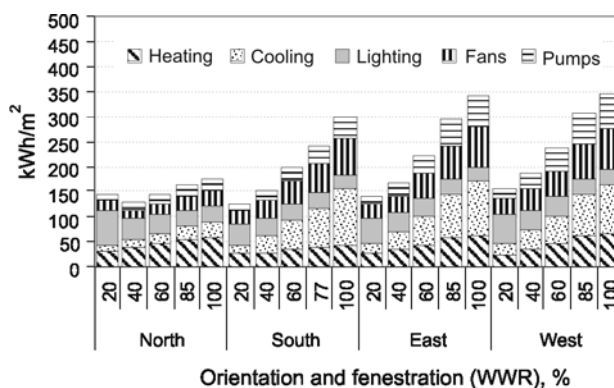 500
450
400
350
300
250
200
150
100
50
0
kWh/m²
Heating Cooling Lighting Fans Pumps
20 40 60 85 100 20 40 60 77 100 20 40 60 85 100 20 40 60 85 100
North South East West
Orientation and fenestration (WWR), %